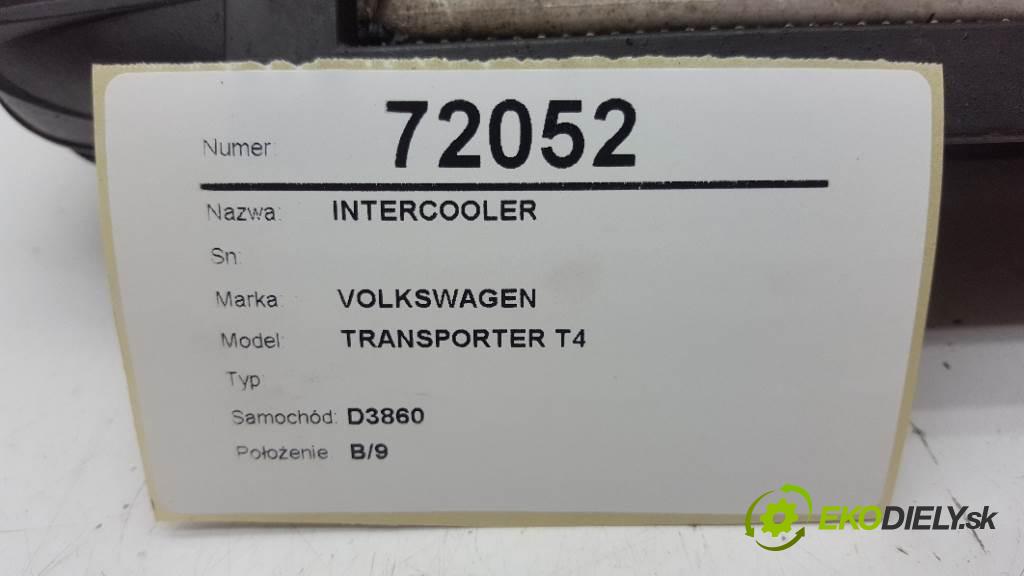 Numer: 72052
Nazwa: INTERCOOLER
Sn:
Marka: VOLKSWAGEN
Model: TRANSPORTER T4
Typ:
Samochód: D3860
Położenie B/9
EKODIELY.sk